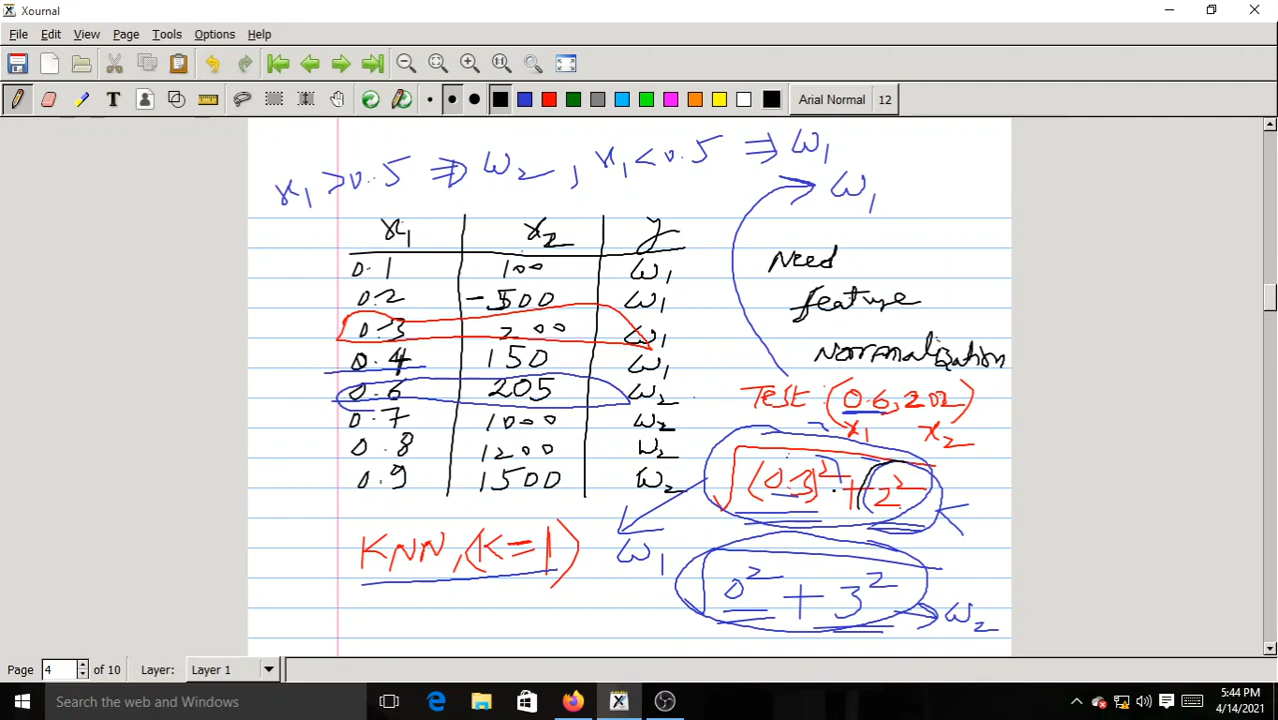 Xournal
File Edit View Page Tools Options Help
T Arial Normal 12
x₁ > 0.5 ⇒ ω₂, x₁ < 0.5 ⇒ ω₁
ω₁
x₁ x₂ y
0.1 100 ω₁
0.2 -500 ω₁
0.3 200 ω₁
0.4 150 ω₁
0.6 205 ω₂
0.7 1000 ω₂
0.8 1200 ω₂
0.9 1500 ω₂
Need
feature
Normalization
TEST (0.6, 202)
x₁ x₂
√(0.3)² + 2²
ω₁
KNN, (K=1)
√0² + 3² → ω₂
Page 4 of 10 Layer: Layer 1
Search the web and Windows
5:44 PM
4/14/2021